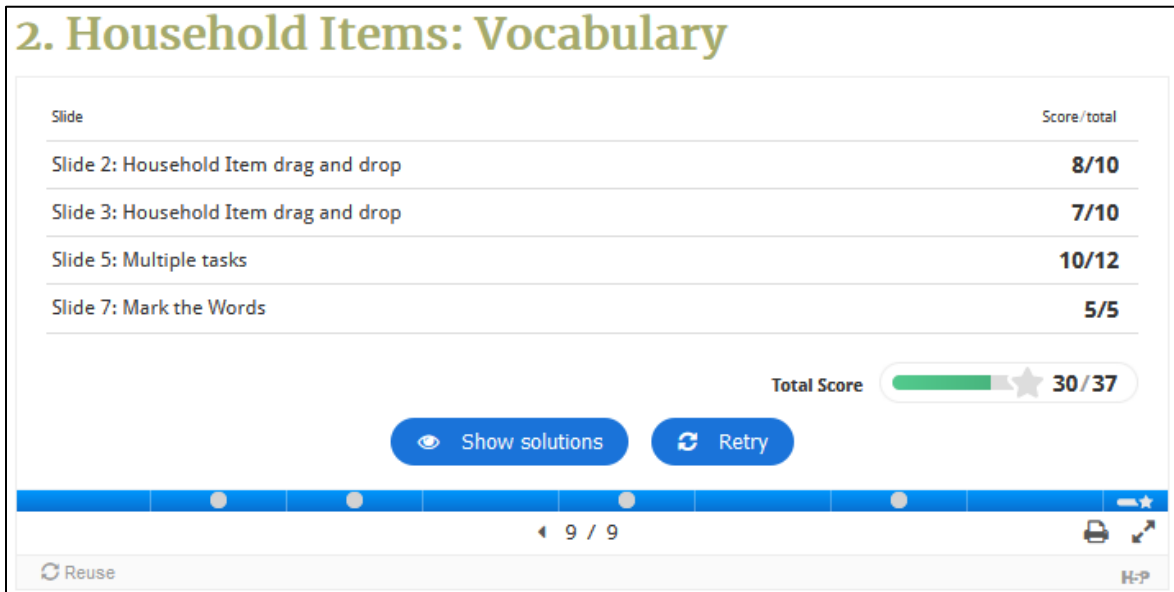 2. Household Items: Vocabulary
Slide Score/total
Slide 2: Household Item drag and drop 8/10
Slide 3: Household Item drag and drop 7/10
Slide 5: Multiple tasks 10/12
Slide 7: Mark the Words 5/5
Total Score 30/37
Show solutions Retry
9 / 9
Reuse H-P